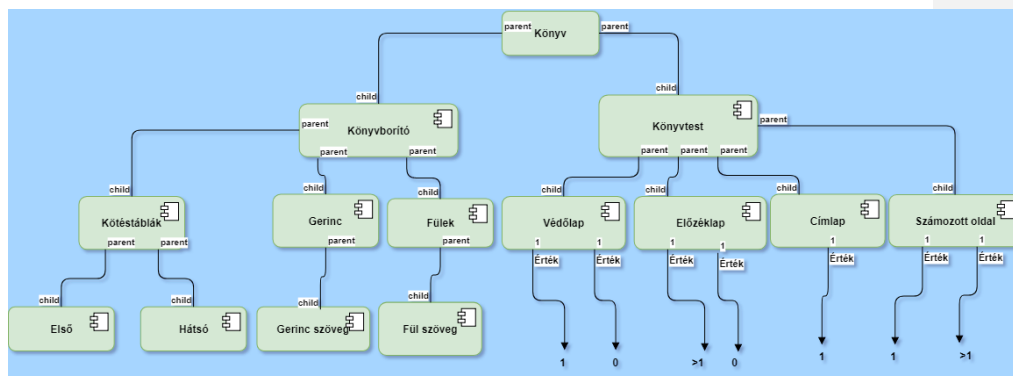 parent Könyv parent
child child
Könyvborító Könyvtest
parent parent parent parent parent parent parent
child child child child child child child
Kötéstáblák Gerinc Fülek Védőlap Előzéklap Címlap Számozott oldal
parent parent parent parent 1 1 1 1 1 1 1
Érték Érték Érték Érték Érték Érték Érték
child child child child
Első Hátsó Gerinc szöveg Fül szöveg
1 0 >1 0 1 1 >1